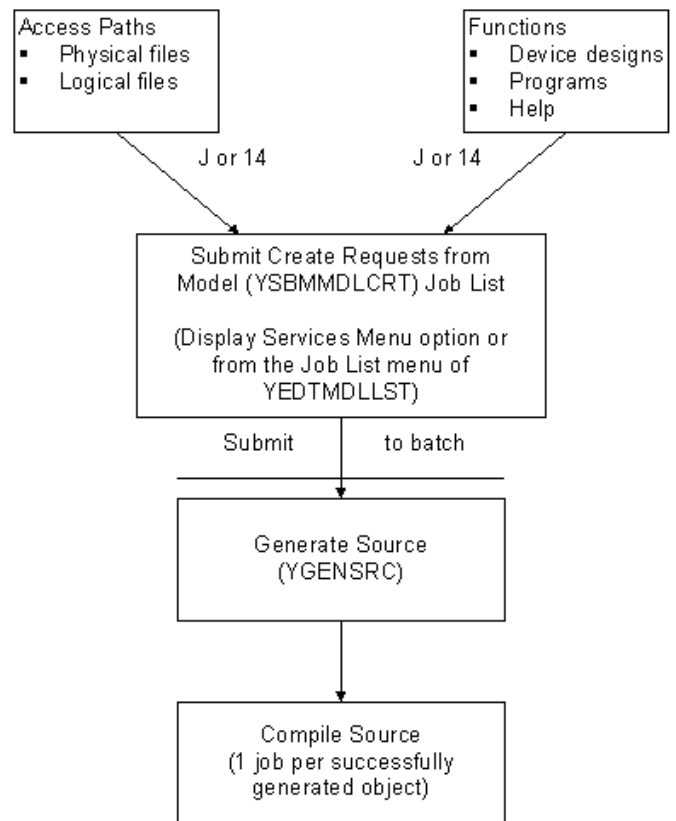 Access Paths
▪ Physical files
▪ Logical files
Functions
▪ Device designs
▪ Programs
▪ Help
J or 14
J or 14
Submit Create Requests from
Model (YSBMMDLCRT) Job List
(Display Services Menu option or
from the Job List menu of
YEDTMDLLST)
Submit to batch
Generate Source
(YGENSRC)
Compile Source
(1 job per successfully
generated object)